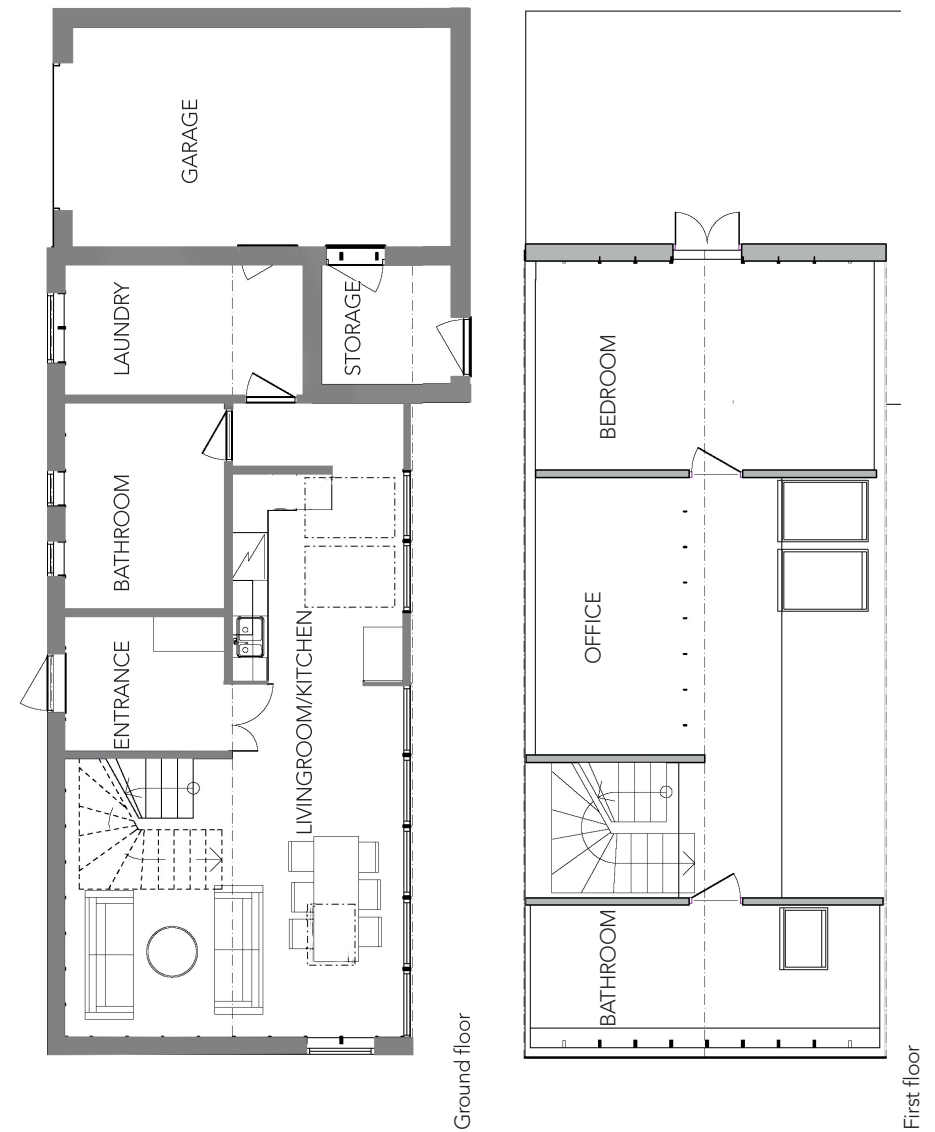 GARAGE
LAUNDRY
STORAGE
BATHROOM
ENTRANCE
LIVINGROOM/KITCHEN
Ground floor
BEDROOM
OFFICE
BATHROOM
First floor